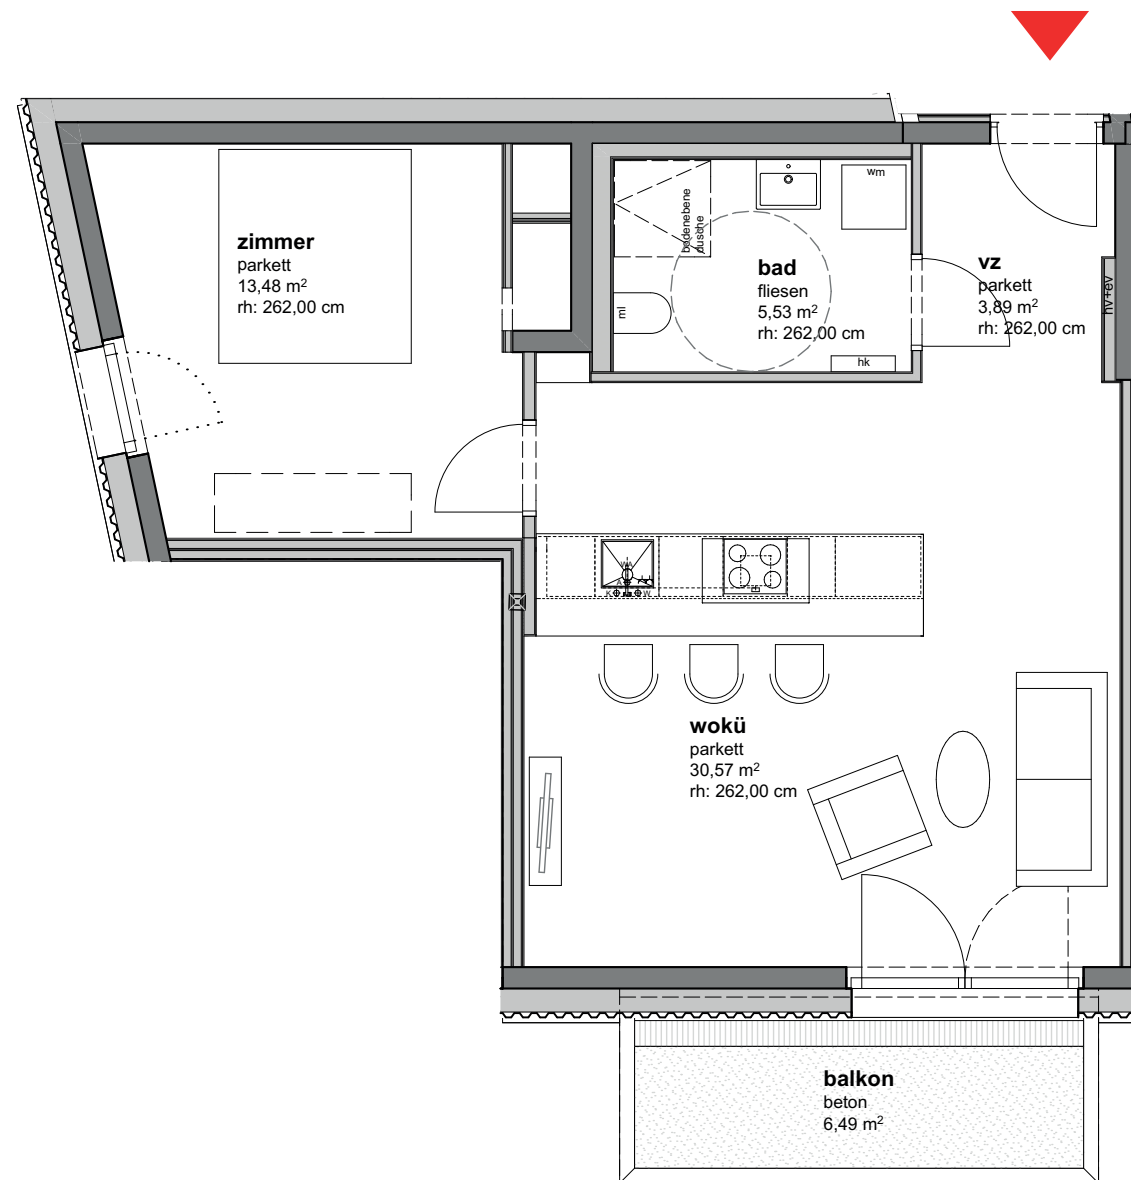 zimmer
parkett
13,48 m²
rh: 262,00 cm
bodenebene
dusche
wm
bad
fliesen
5,53 m²
rh: 262,00 cm
ml
hk
vz
parkett
3,89 m²
rh: 262,00 cm
hv+ev
K
W
wokü
parkett
30,57 m²
rh: 262,00 cm
balkon
beton
6,49 m²